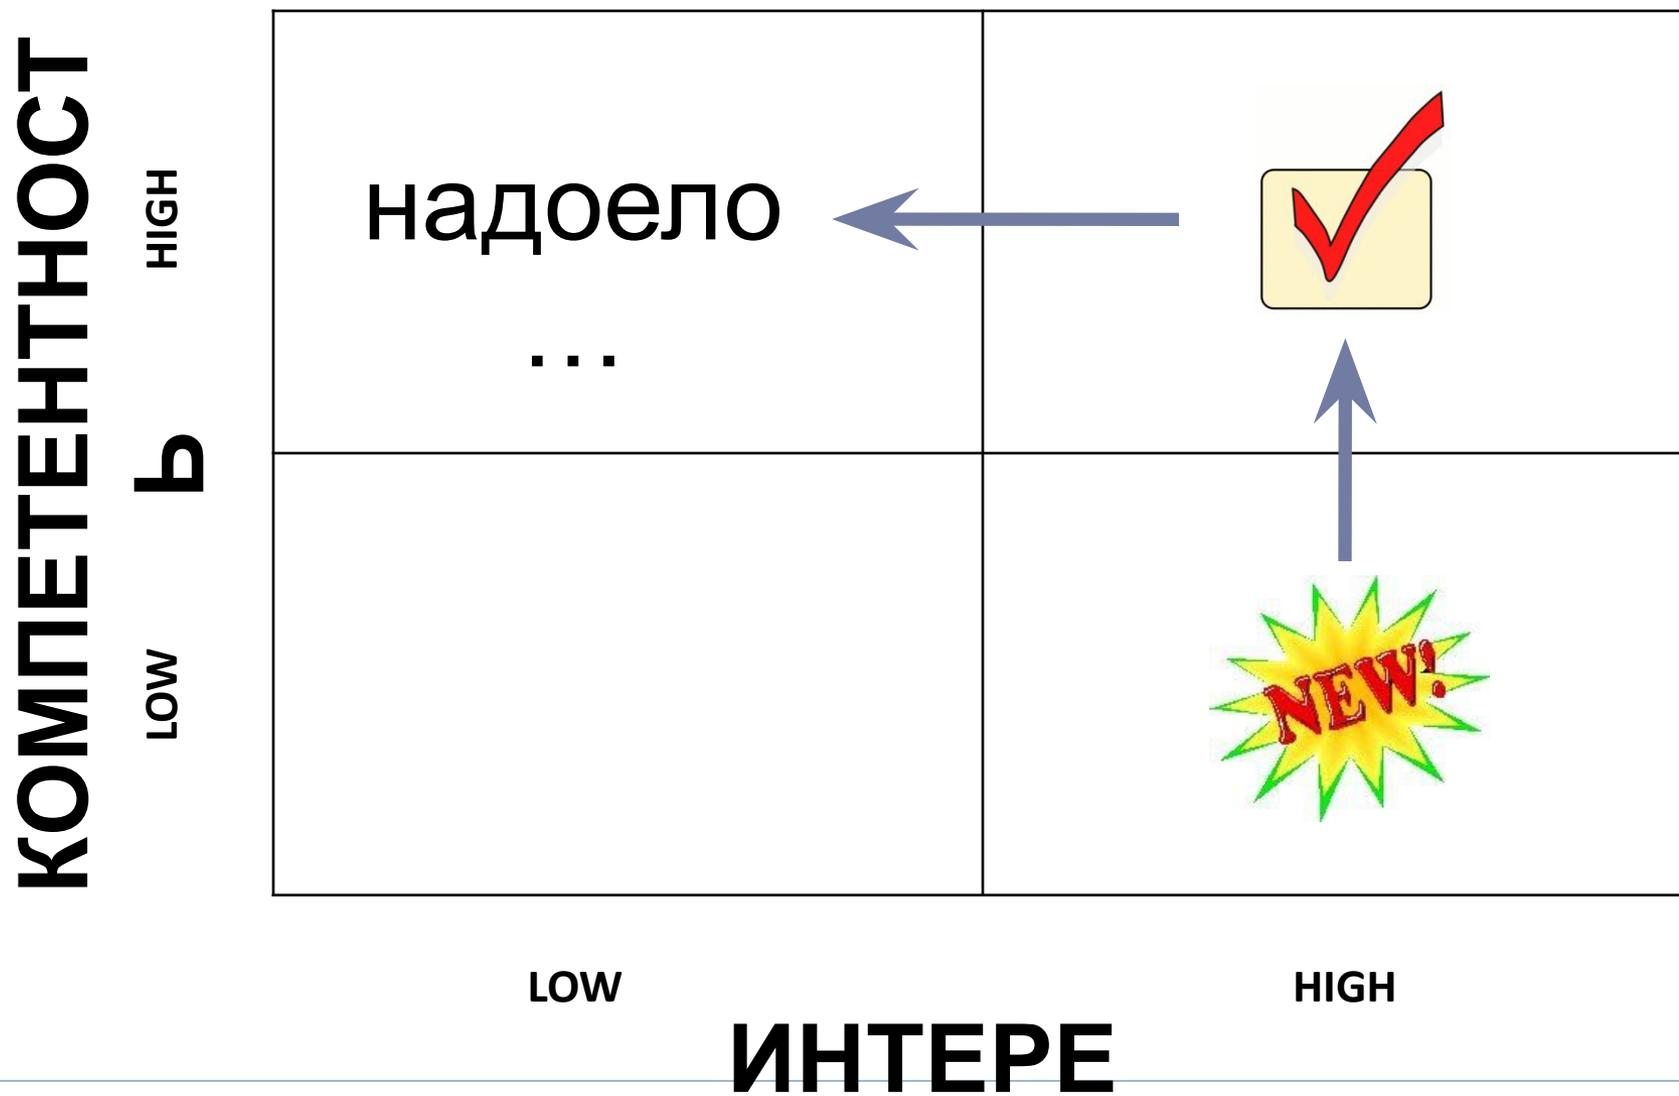 КОМПЕТЕНТНОСТ
Ь
HIGH
LOW
надоело
...
NEW!
LOW
HIGH
ИНТЕРЕ